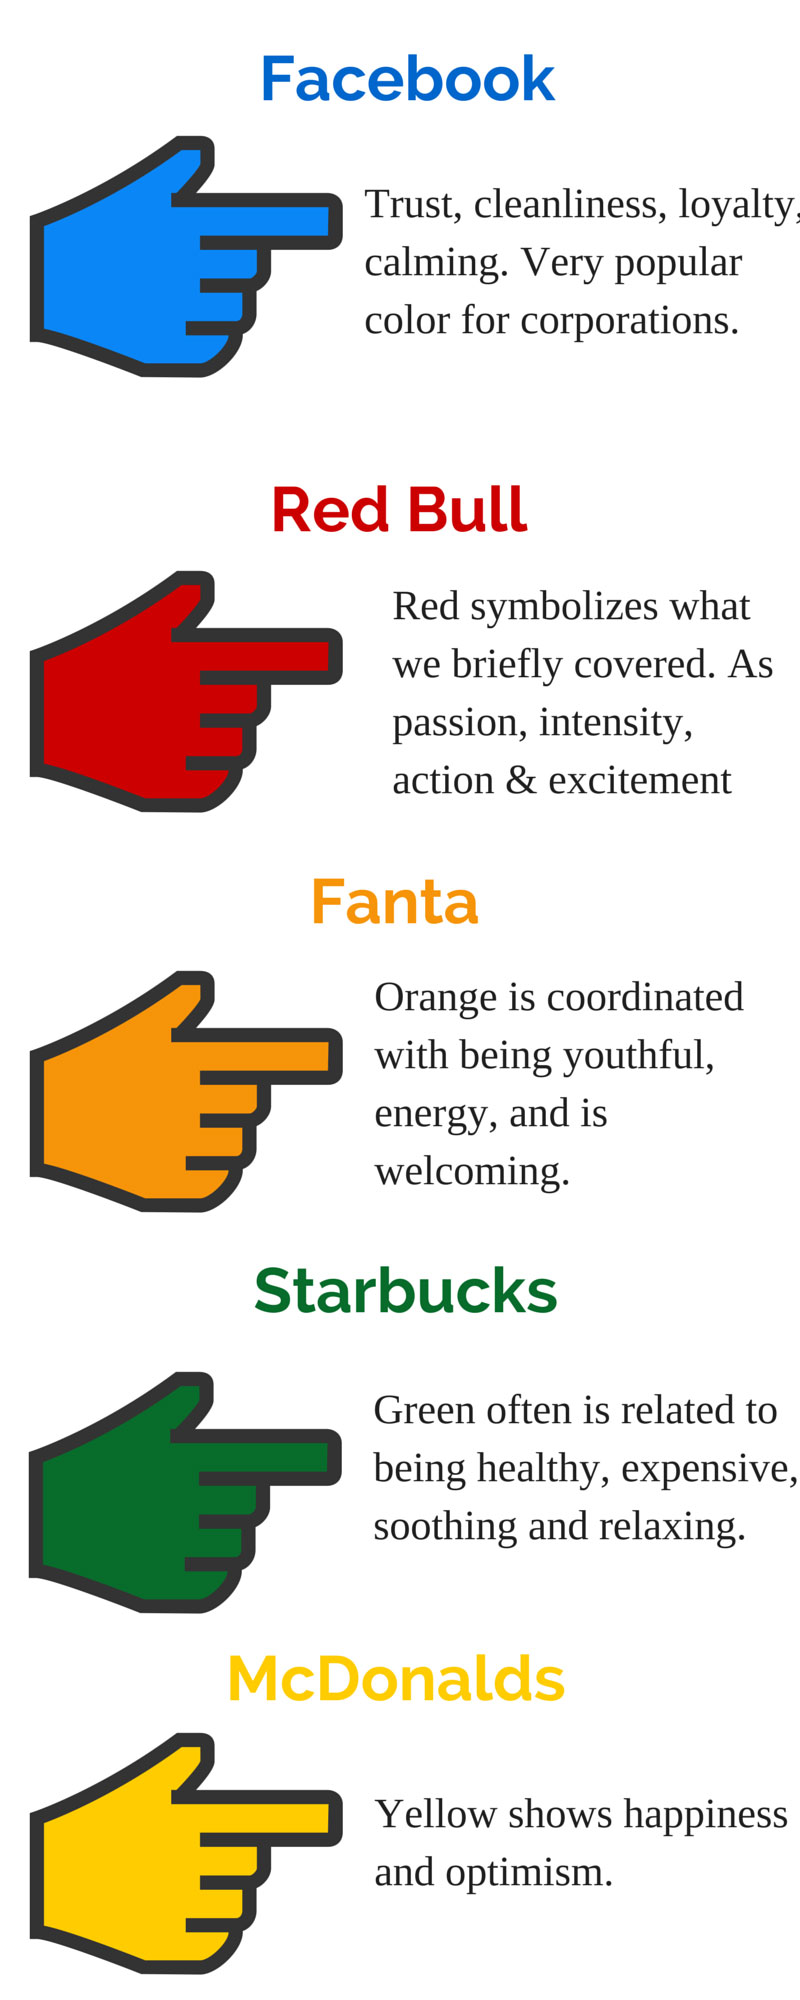 Facebook
Trust, cleanliness, loyalty,
calming. Very popular
color for corporations.
Red Bull
Red symbolizes what
we briefly covered. As
passion, intensity,
action & excitement
Fanta
Orange is coordinated
with being youthful,
energy, and is
welcoming.
Starbucks
Green often is related to
being healthy, expensive,
soothing and relaxing.
McDonalds
Yellow shows happiness
and optimism.